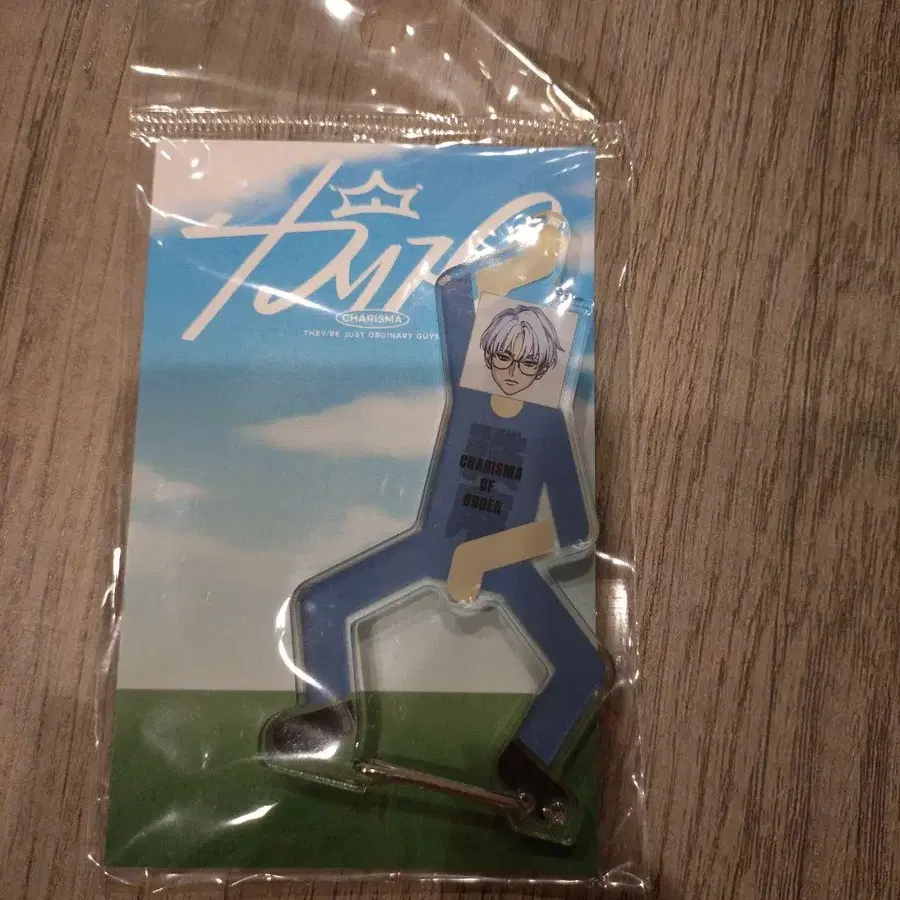 CHARISMA
THEY'RE JUST ORDINARY GUYS
CHARISMA
OF
ORDER